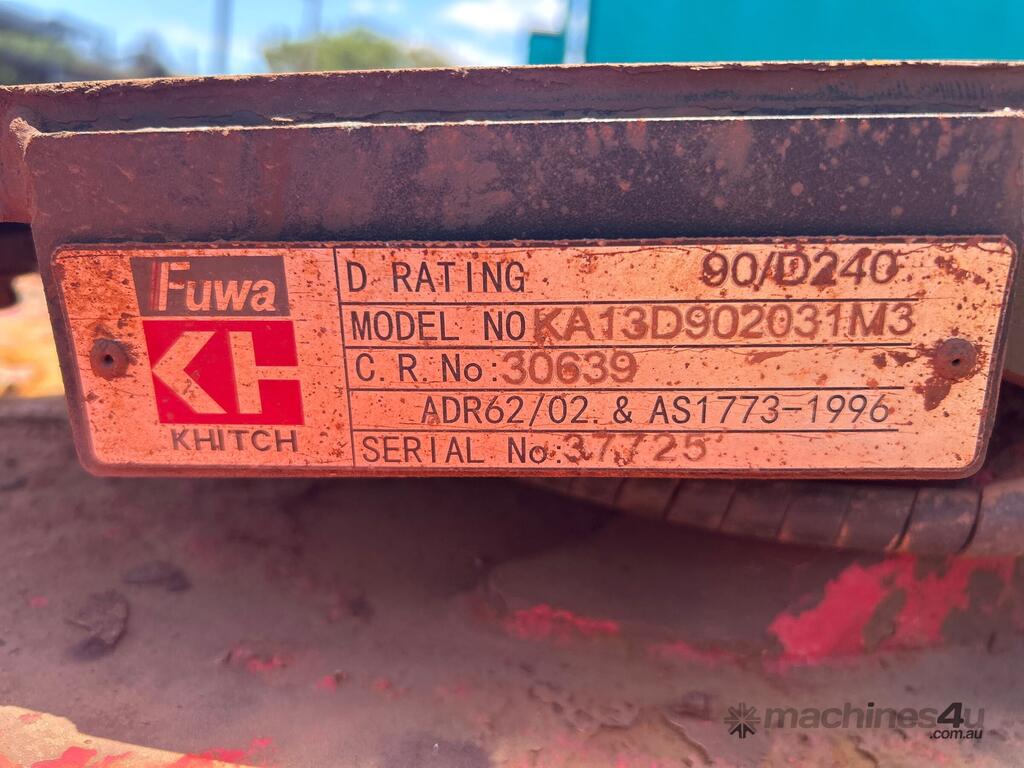 Fuwa
KH
KHITCH
D RATING 90/D240
MODEL NO KA13D902031M3
C.R.No:30639
ADR62/02. & AS1773-1996
SERIAL No:37725
machines4u
.com.au